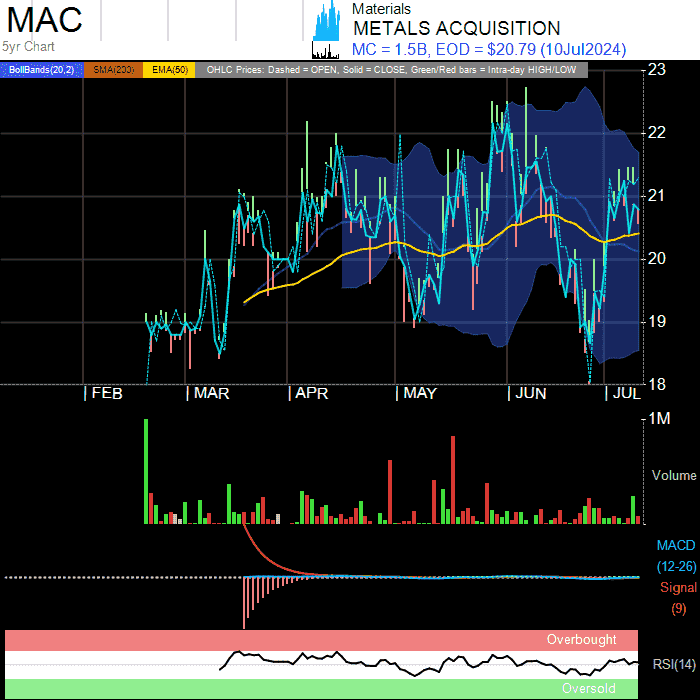 MAC
5yr Chart
Materials
METALS ACQUISITION
MC = 1.5B, EOD = $20.79 (10Jul2024)
BollBands(20,2) SMA(200) EMA(50) OHLC Prices: Dashed = OPEN, Solid = CLOSE, Green/Red bars = Intra-day HIGH/LOW
23
22
21
20
19
18
| FEB | MAR | APR | MAY | JUN | JUL
1M
Volume
MACD
(12-26)
Signal
(9)
Overbought
RSI(14)
Oversold